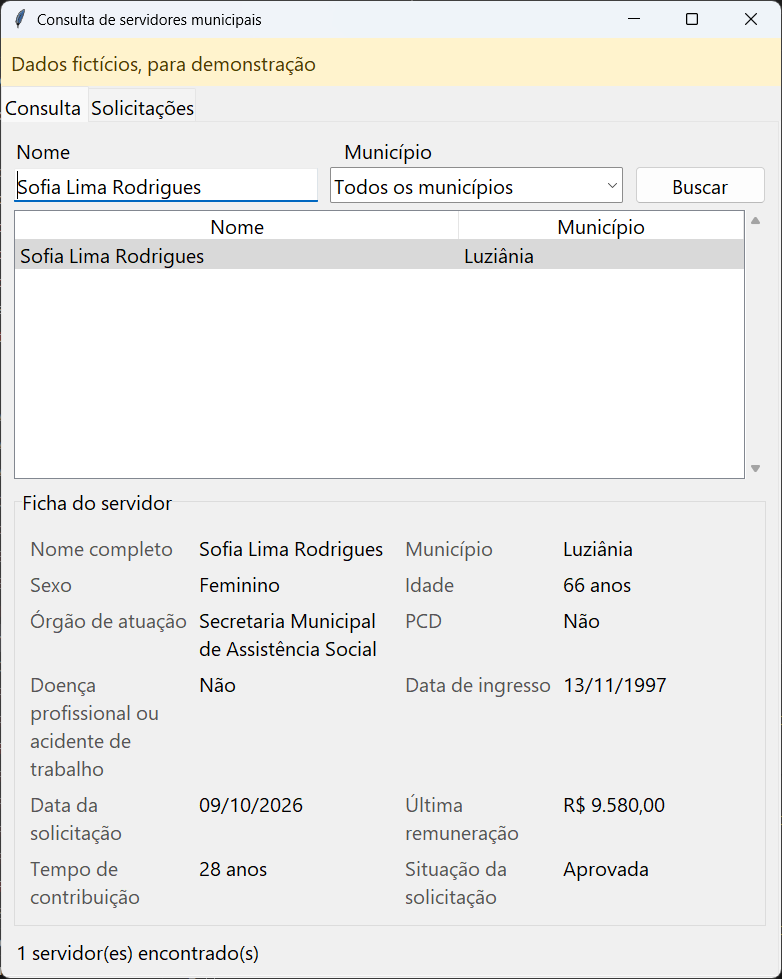 Consulta de servidores municipais
Dados fictícios, para demonstração
Consulta Solicitações
Nome Município
Sofia Lima Rodrigues Todos os municípios Buscar
Nome Município
Sofia Lima Rodrigues Luziânia
Ficha do servidor
Nome completo Sofia Lima Rodrigues Município Luziânia
Sexo Feminino Idade 66 anos
Órgão de atuação Secretaria Municipal PCD Não
de Assistência Social
Doença Não Data de ingresso 13/11/1997
profissional ou
acidente de
trabalho
Data da 09/10/2026 Última R$ 9.580,00
solicitação remuneração
Tempo de 28 anos Situação da Aprovada
contribuição solicitação
1 servidor(es) encontrado(s)